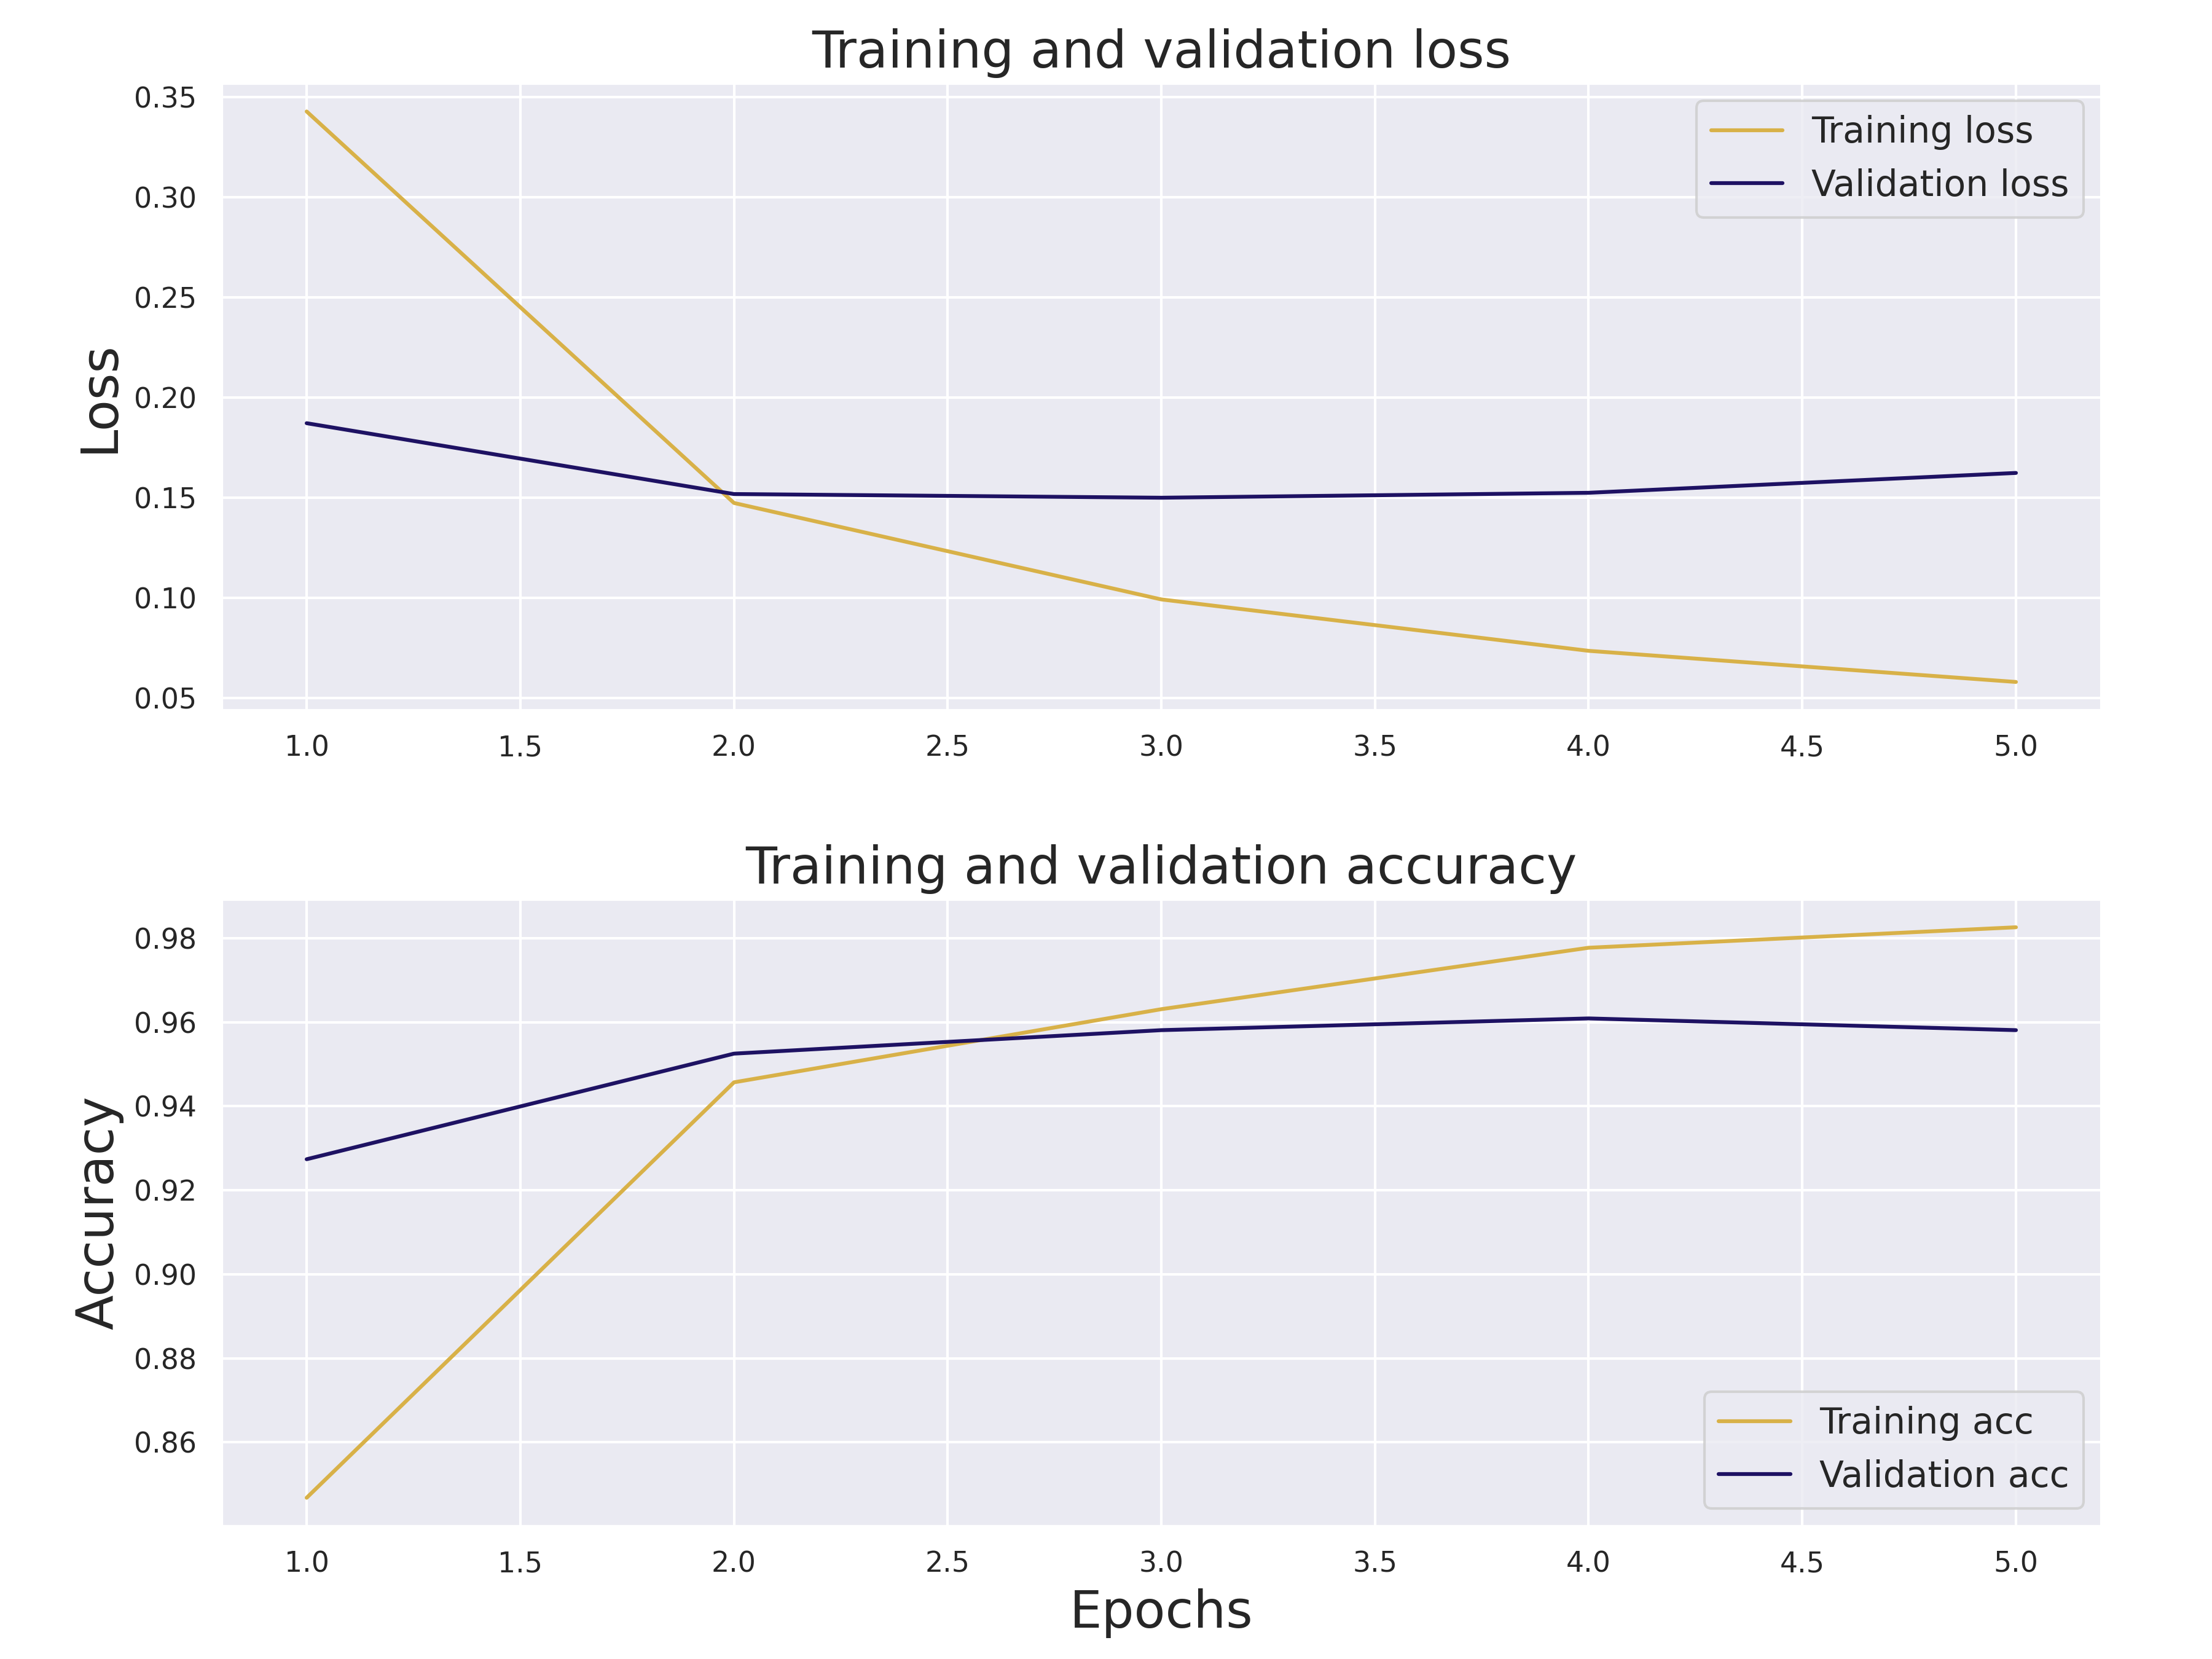 Training and validation loss
0.35
0.30
0.25
0.20
0.15
0.10
0.05
Loss
Training loss
Validation loss
1.0 1.5 2.0 2.5 3.0 3.5 4.0 4.5 5.0
Training and validation accuracy
0.98
0.96
0.94
0.92
0.90
0.88
0.86
Accuracy
Training acc
Validation acc
1.0 1.5 2.0 2.5 3.0 3.5 4.0 4.5 5.0
Epochs